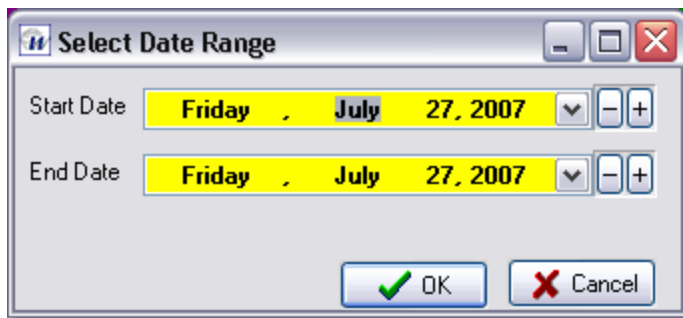 Select Date Range
Start Date Friday , July 27, 2007
End Date Friday , July 27, 2007
OK Cancel